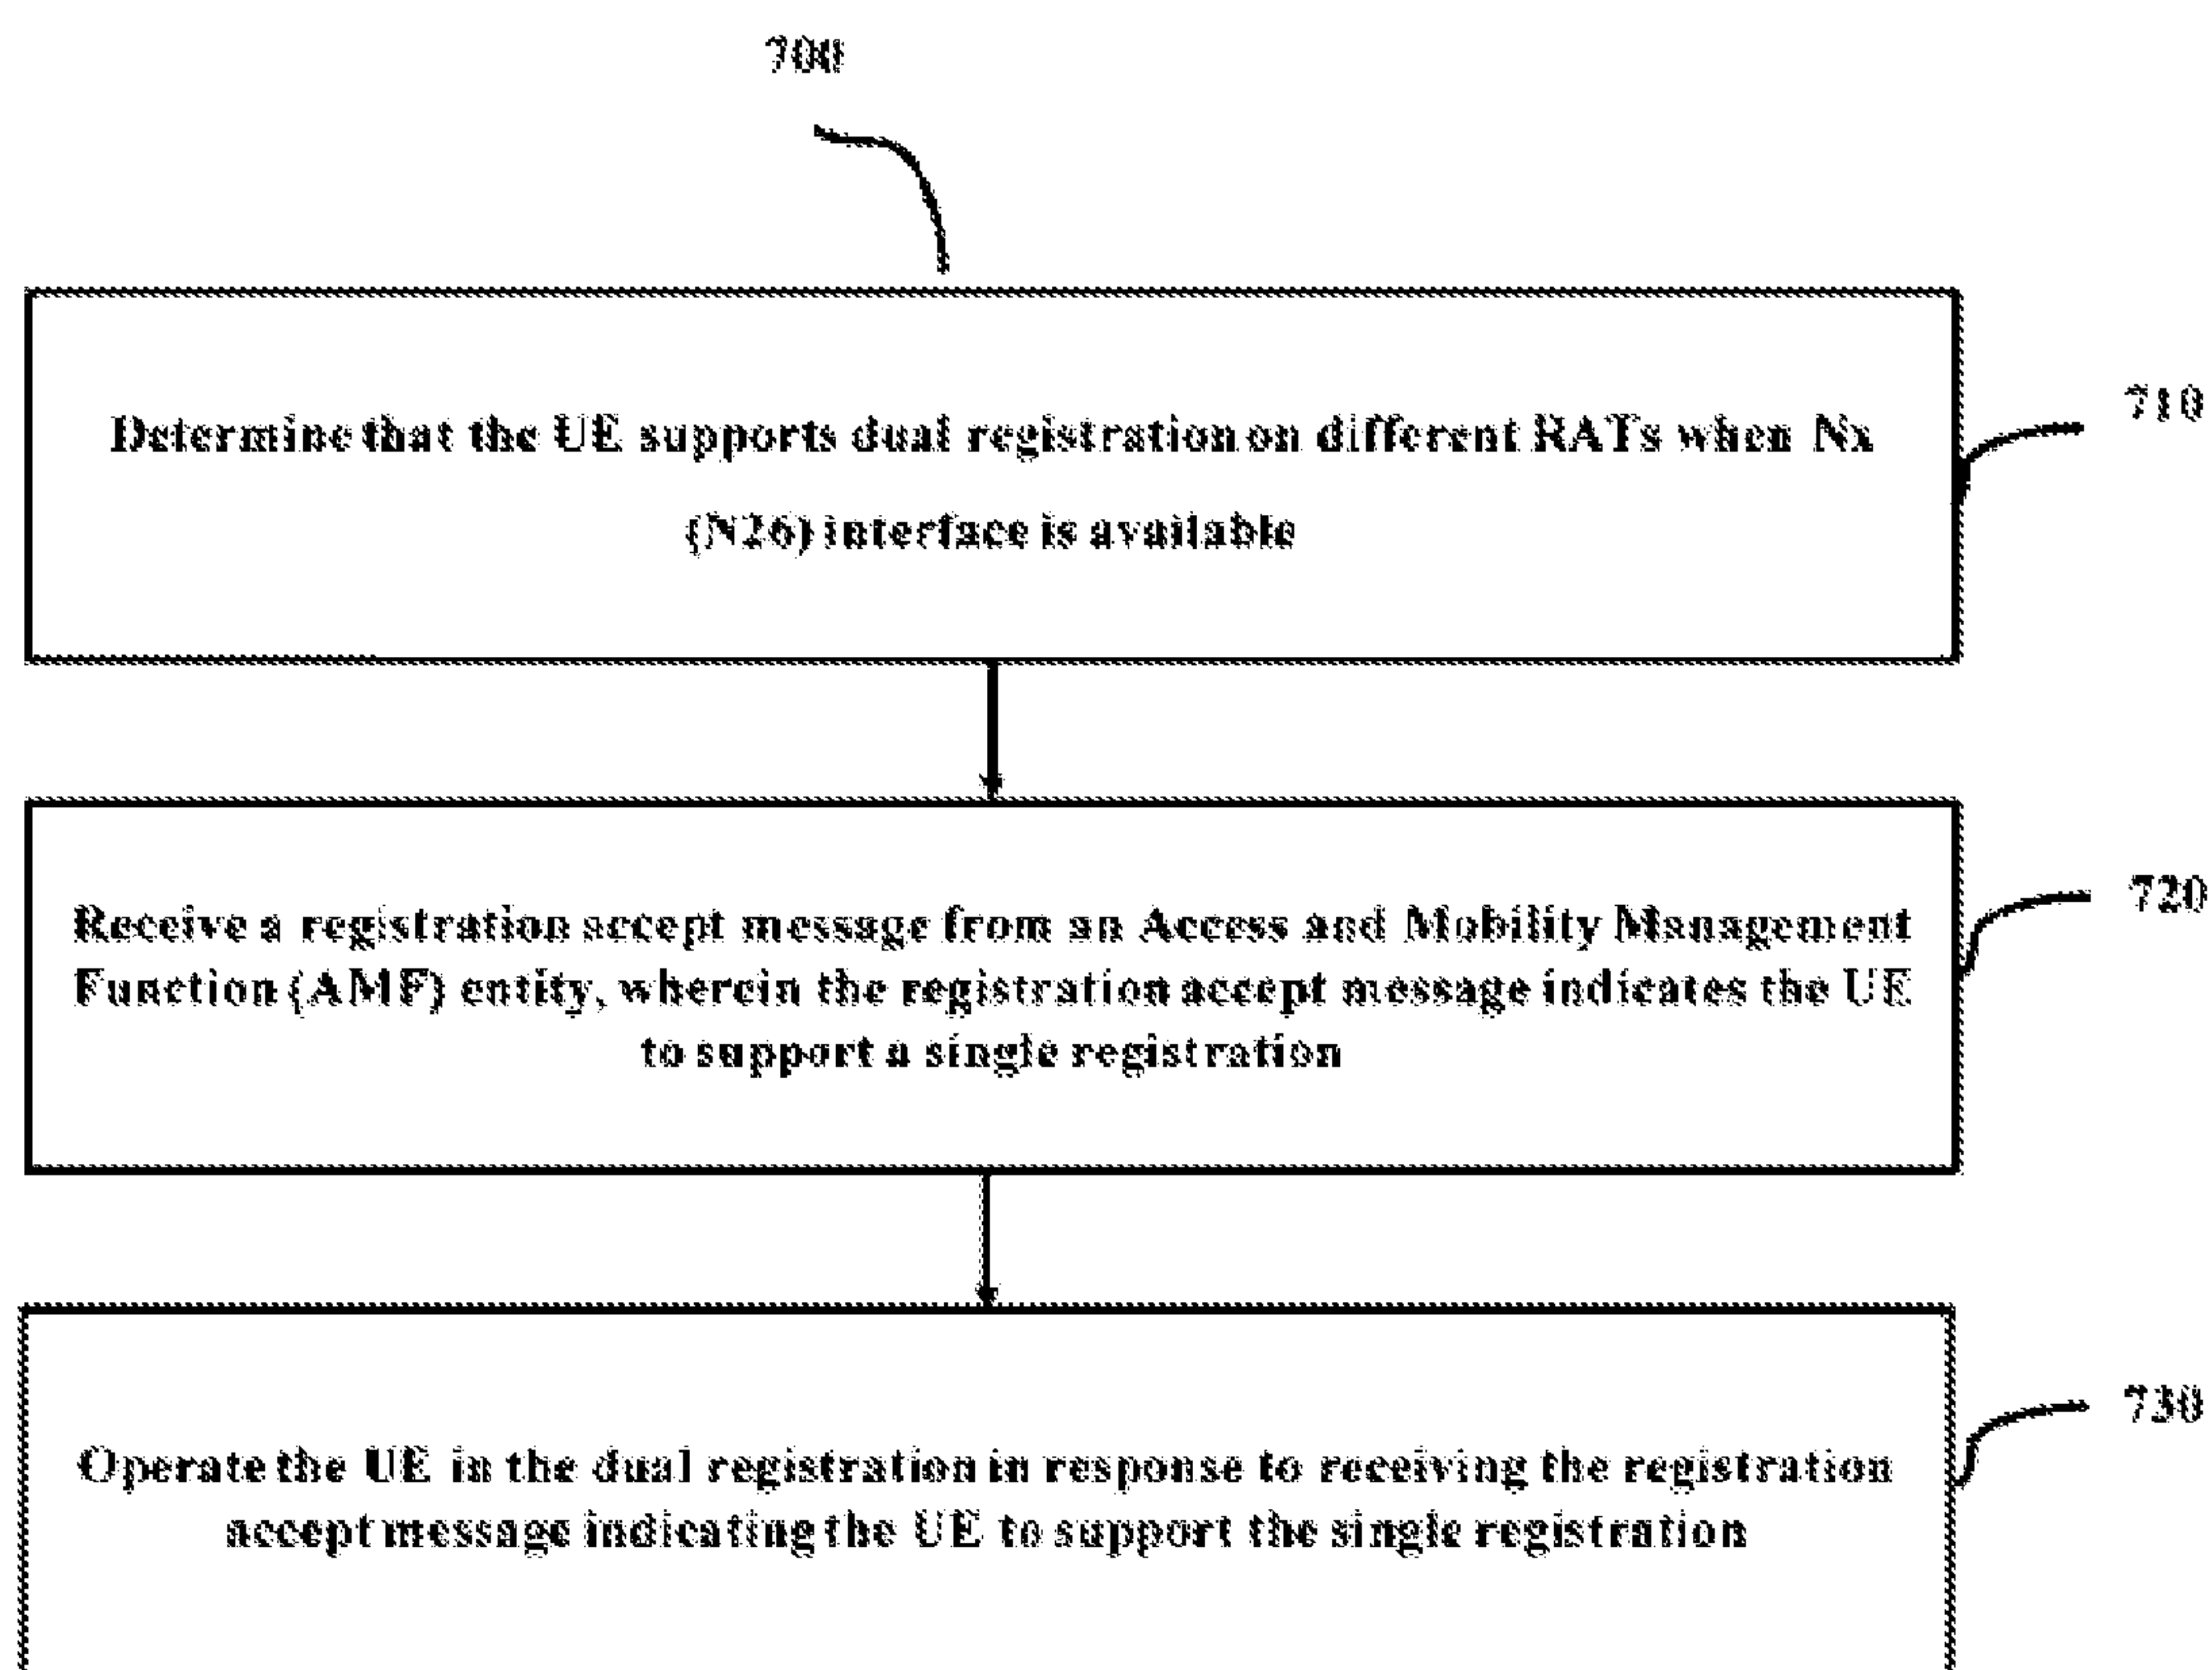 700
Determine that the UE supports dual registration on different RATs when Nx
710
(N26) interface is available
Receive a registration accept message from an Access and Mobility Management
720
Function (AMF) entity, wherein the registration accept message indicates the UE
to support a single registration
730
Operate the UE in the dual registration in response to receiving the registration
accept message indicating the UE to support the single registration